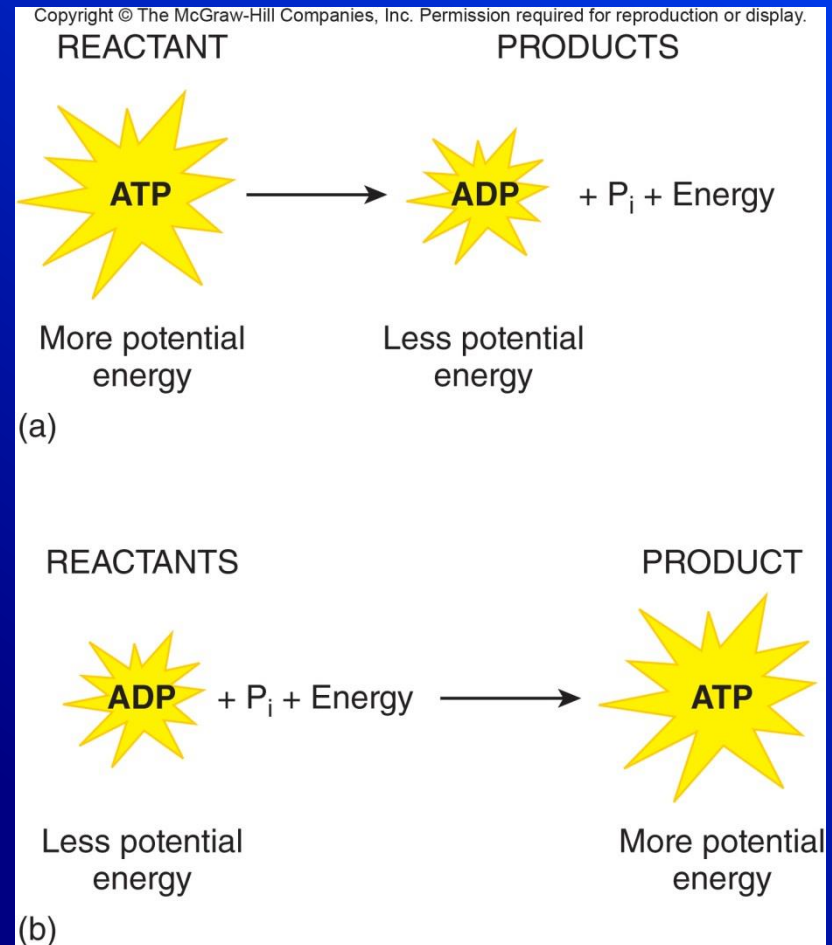 Copyright © The McGraw-Hill Companies, Inc. Permission required for reproduction or display.
REACTANT PRODUCTS
ATP ADP + Pi + Energy
More potential Less potential
energy energy
(a)
REACTANTS PRODUCT
ADP + Pi + Energy ATP
Less potential More potential
energy energy
(b)